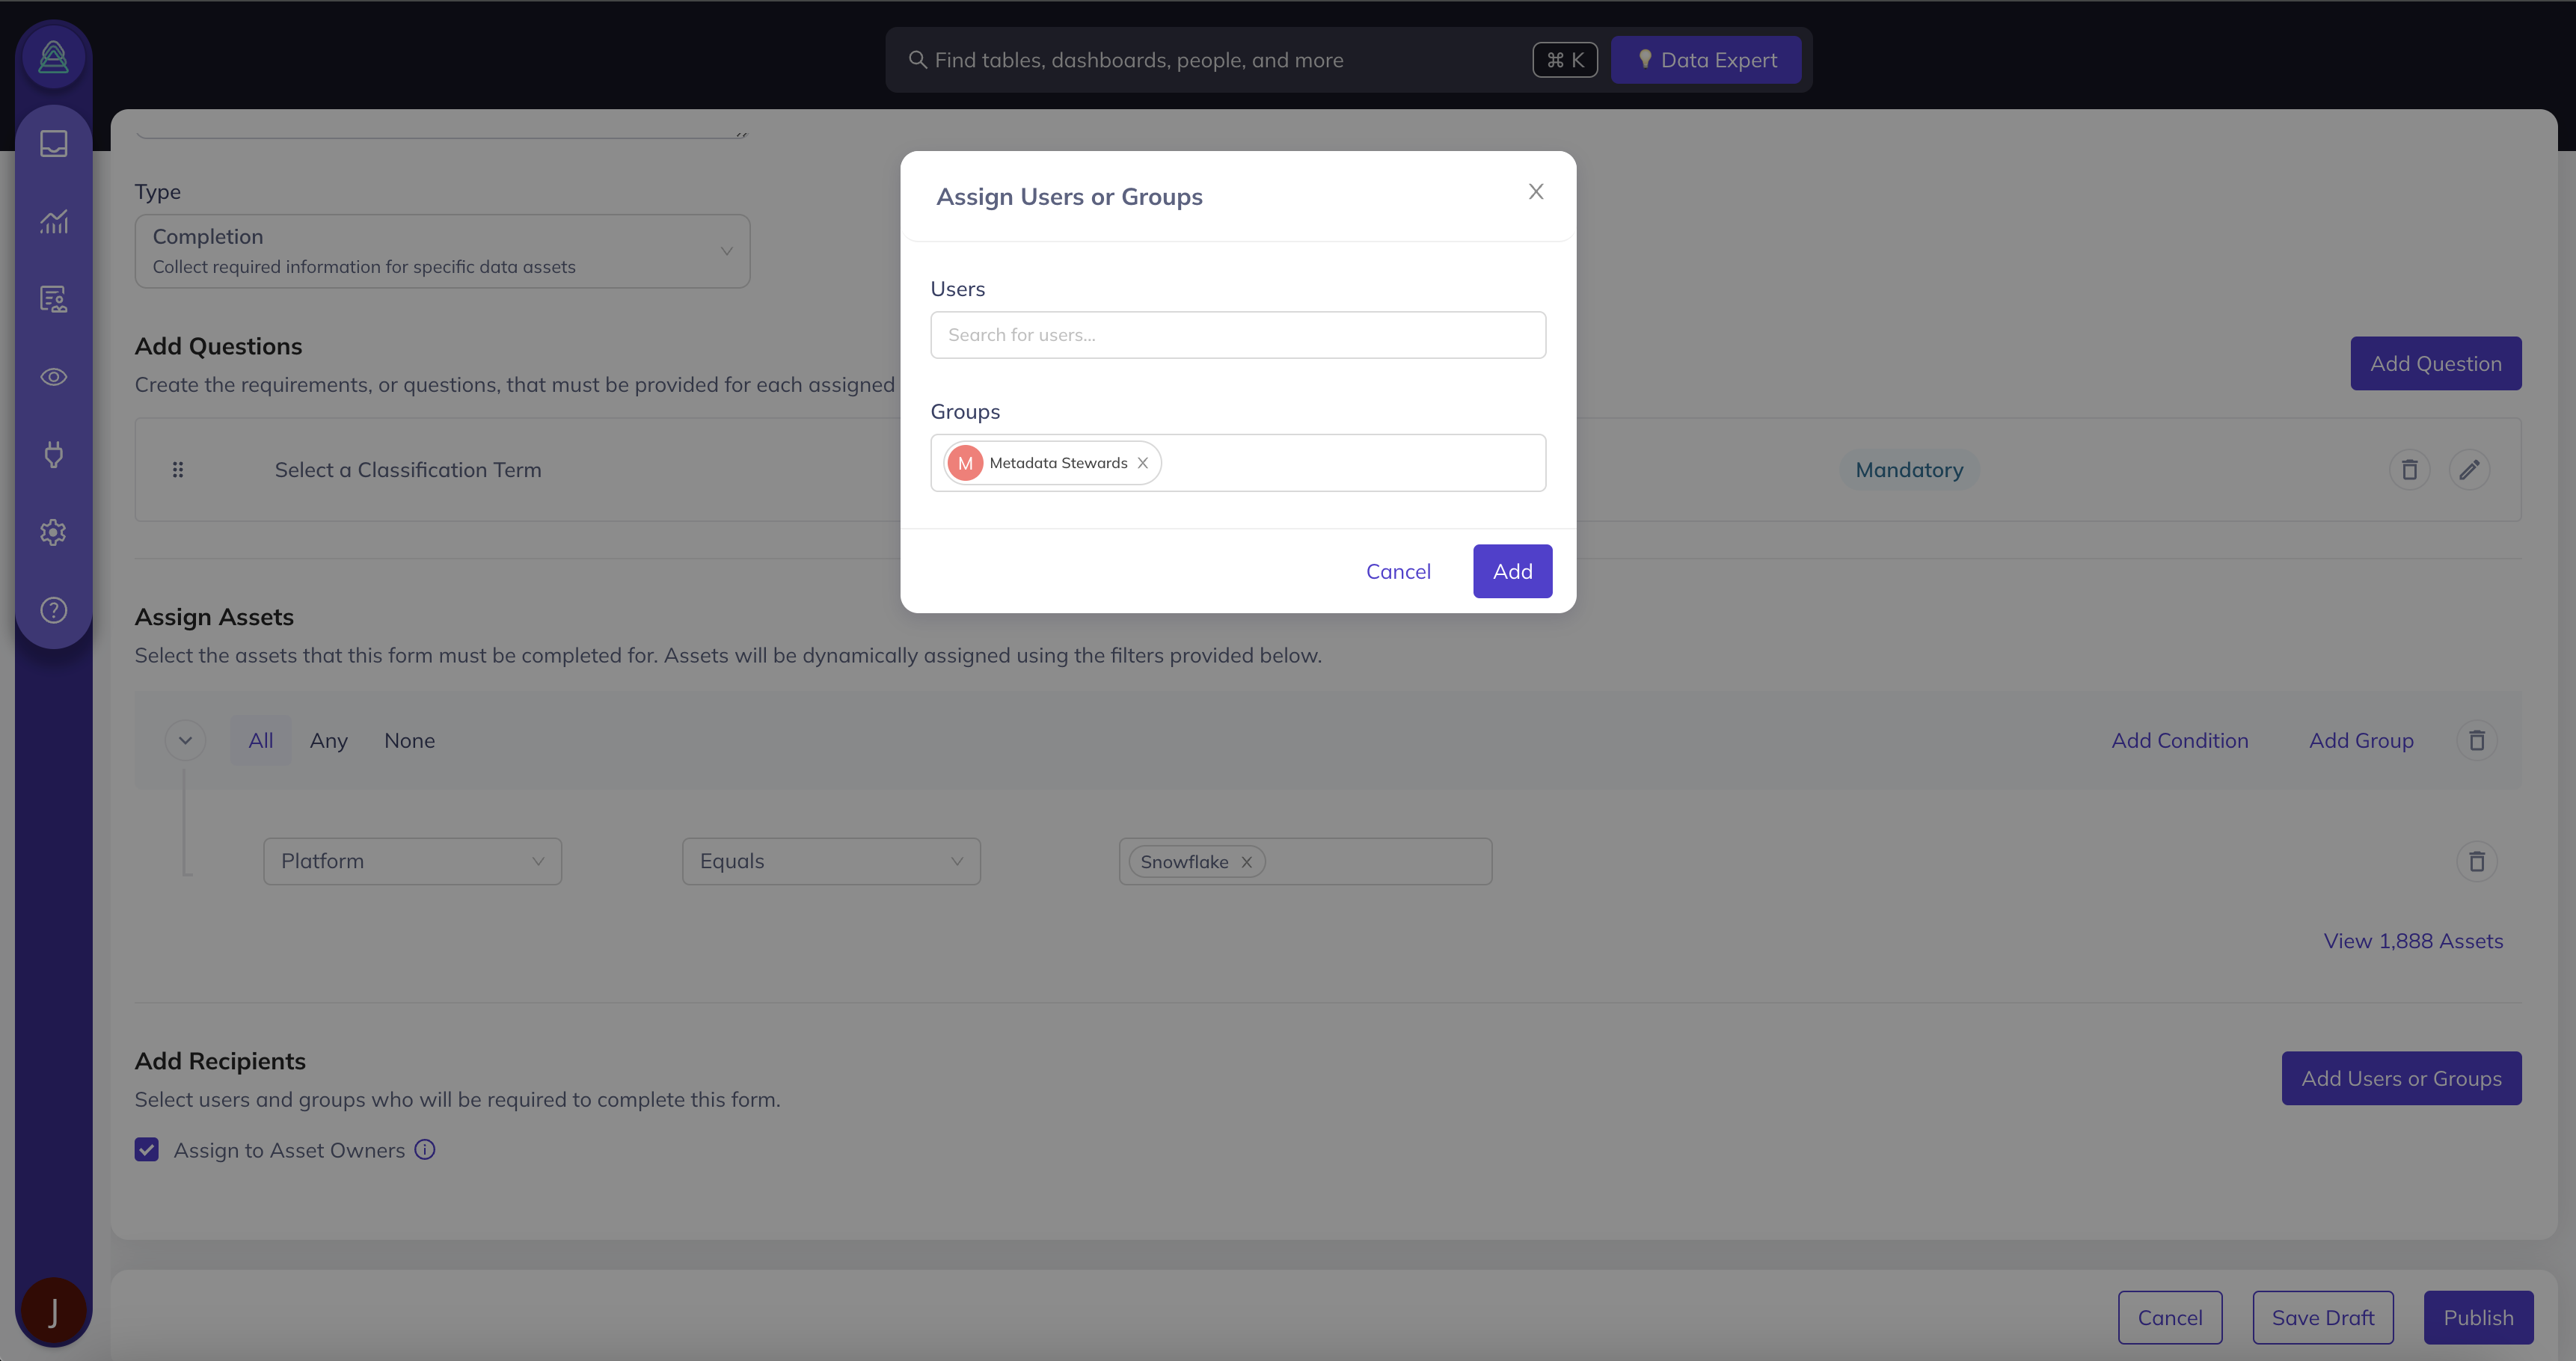 Find tables, dashboards, people, and more
⌘ K
Data Expert
Type
Completion
Collect required information for specific data assets
Add Questions
Create the requirements, or questions, that must be provided for each assigned
Add Question
Select a Classification Term
Mandatory
Assign Users or Groups
Users
Search for users...
Groups
M
Metadata Stewards
Cancel
Add
Assign Assets
Select the assets that this form must be completed for. Assets will be dynamically assigned using the filters provided below.
All
Any
None
Add Condition
Add Group
Platform
Equals
Snowflake
View 1,888 Assets
Add Recipients
Select users and groups who will be required to complete this form.
Add Users or Groups
Assign to Asset Owners
J
Cancel
Save Draft
Publish